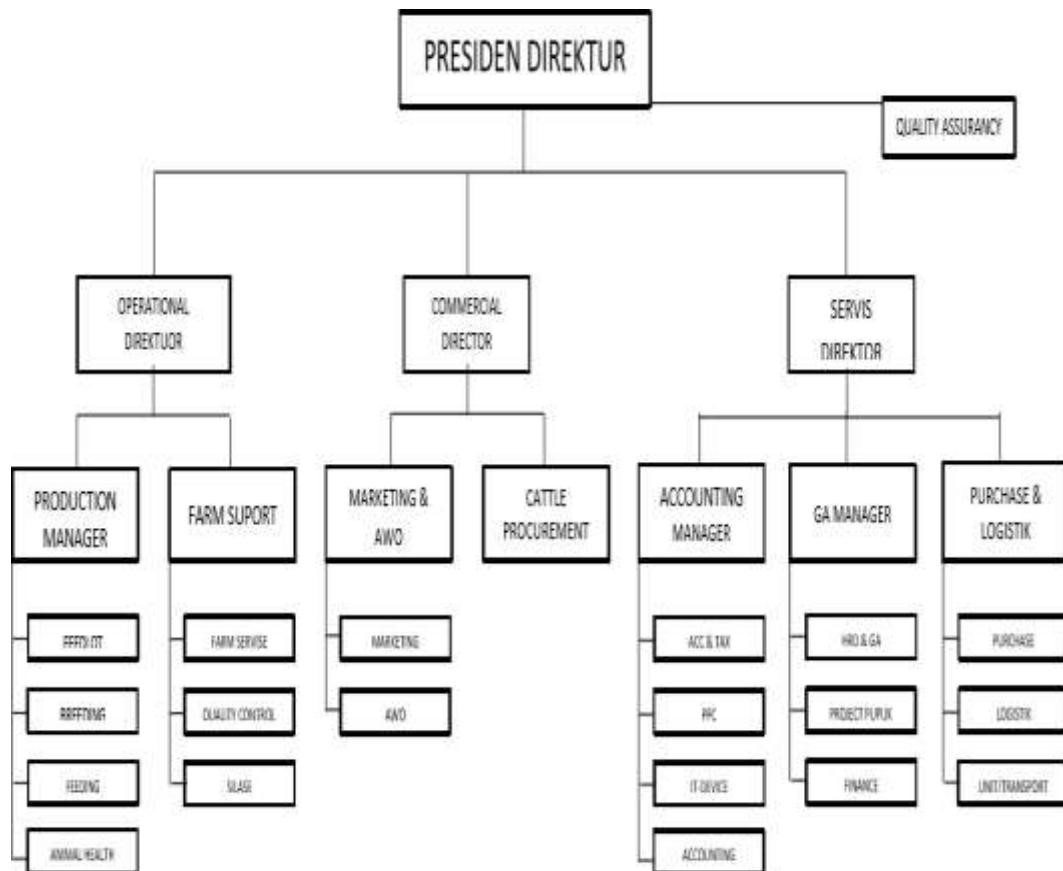 PRESIDEN DIREKTUR
QUALITY ASSURANCY
OPERATIONAL
DIREKTUOR
COMMERCIAL
DIRECTOR
SERVIS
DIREKTOR
PRODUCTION
MANAGER
FARM SUPORT
MARKETING &
AWO
CATTLE
PROCUREMENT
ACCOUNTING
MANAGER
GA MANAGER
PURCHASE &
LOGISTIK
FEEDLOT
FARM SERVISE
MARKETING
ACC & TAX
HRD & GA
PURCHASE
BREEDING
QUALITY CONTROL
AWO
PPC
PROJECT PUPUK
LOGISTIK
FEEDING
SILASE
IT-DEVICE
FINANCE
UNIT/TRANSPORT
ANIMAL HEALTH
ACCOUNTING